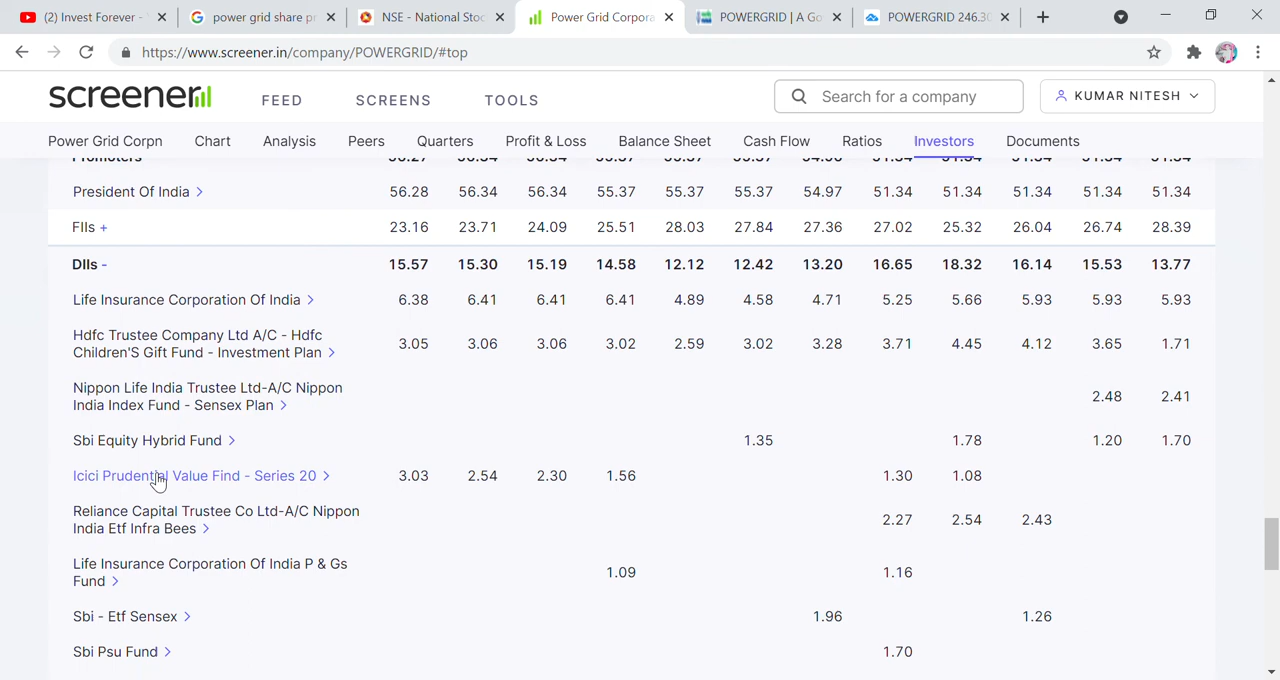 (2) Invest Forever -
power grid share pr
NSE - National Stoc
Power Grid Corpora
POWERGRID | A Go
POWERGRID 246.30
https://www.screener.in/company/POWERGRID/#top
screener
FEED
SCREENS
TOOLS
Search for a company
KUMAR NITESH
Power Grid Corpn
Chart
Analysis
Peers
Quarters
Profit & Loss
Balance Sheet
Cash Flow
Ratios
Investors
Documents
President Of India > 56.28 56.34 56.34 55.37 55.37 55.37 54.97 51.34 51.34 51.34 51.34 51.34
FIIs + 23.16 23.71 24.09 25.51 28.03 27.84 27.36 27.02 25.32 26.04 26.74 28.39
DIIs - 15.57 15.30 15.19 14.58 12.12 12.42 13.20 16.65 18.32 16.14 15.53 13.77
Life Insurance Corporation Of India > 6.38 6.41 6.41 6.41 4.89 4.58 4.71 5.25 5.66 5.93 5.93 5.93
Hdfc Trustee Company Ltd A/C - Hdfc
Children'S Gift Fund - Investment Plan > 3.05 3.06 3.06 3.02 2.59 3.02 3.28 3.71 4.45 4.12 3.65 1.71
Nippon Life India Trustee Ltd-A/C Nippon
India Index Fund - Sensex Plan > 2.48 2.41
Sbi Equity Hybrid Fund > 1.35 1.78 1.20 1.70
Icici Prudential Value Find - Series 20 > 3.03 2.54 2.30 1.56 1.30 1.08
Reliance Capital Trustee Co Ltd-A/C Nippon
India Etf Infra Bees > 2.27 2.54 2.43
Life Insurance Corporation Of India P & Gs
Fund > 1.09 1.16
Sbi - Etf Sensex > 1.96 1.26
Sbi Psu Fund > 1.70